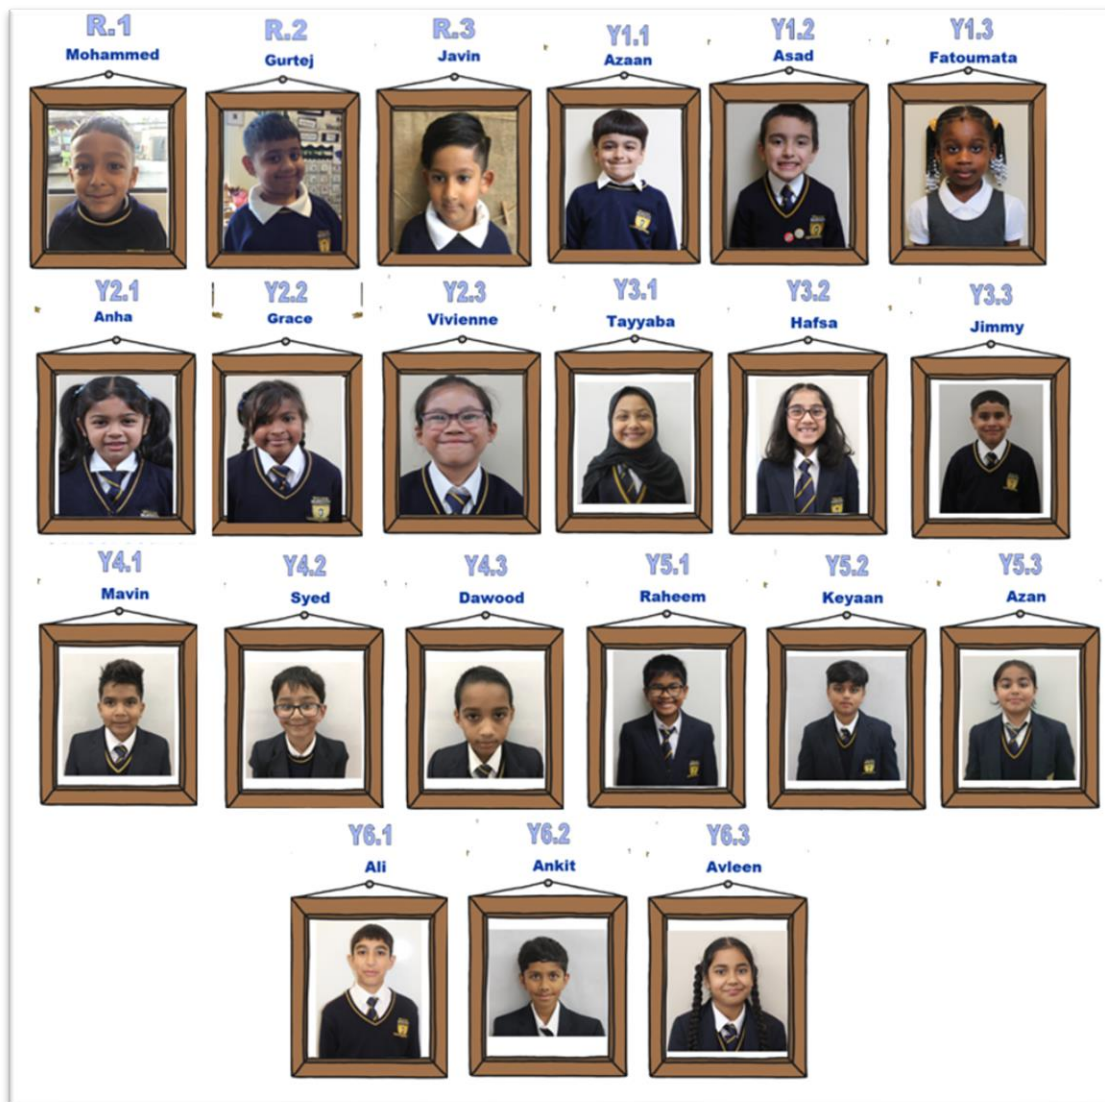 R.1 R.2 R.3 Y1.1 Y1.2 Y1.3
Mohammed Gurtej Javin Azaan Asad Fatoumata
Y2.1 Y2.2 Y2.3 Y3.1 Y3.2 Y3.3
Anha Grace Vivienne Tayyaba Hafsa Jimmy
Y4.1 Y4.2 Y4.3 Y5.1 Y5.2 Y5.3
Mavin Syed Dawood Raheem Keyaan Azan
Y6.1 Y6.2 Y6.3
Ali Ankit Avleen